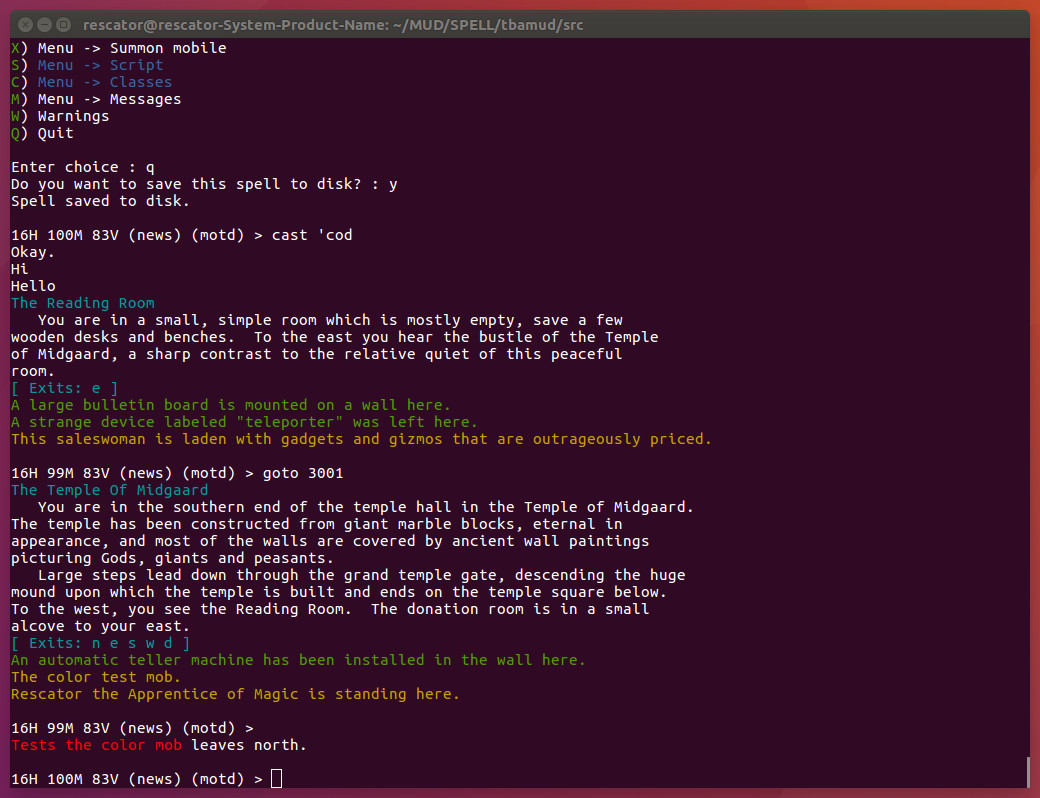 rescator@rescator-System-Product-Name: ~/MUD/SPELL/tbamud/src
X) Menu -> Summon mobile
S) Menu -> Script
C) Menu -> Classes
M) Menu -> Messages
W) Warnings
Q) Quit

Enter choice : q
Do you want to save this spell to disk? : y
Spell saved to disk.

16H 100M 83V (news) (motd) > cast 'cod
Okay.
Hi
Hello
The Reading Room
   You are in a small, simple room which is mostly empty, save a few
wooden desks and benches.  To the east you hear the bustle of the Temple
of Midgaard, a sharp contrast to the relative quiet of this peaceful
room.
[ Exits: e ]
A large bulletin board is mounted on a wall here.
A strange device labeled "teleporter" was left here.
This saleswoman is laden with gadgets and gizmos that are outrageously priced.

16H 99M 83V (news) (motd) > goto 3001
The Temple Of Midgaard
   You are in the southern end of the temple hall in the Temple of Midgaard.
The temple has been constructed from giant marble blocks, eternal in
appearance, and most of the walls are covered by ancient wall paintings
picturing Gods, giants and peasants.
   Large steps lead down through the grand temple gate, descending the huge
mound upon which the temple is built and ends on the temple square below.
To the west, you see the Reading Room.  The donation room is in a small
alcove to your east.
[ Exits: n e s w d ]
An automatic teller machine has been installed in the wall here.
The color test mob.
Rescator the Apprentice of Magic is standing here.

16H 99M 83V (news) (motd) >
Tests the color mob leaves north.

16H 100M 83V (news) (motd) >